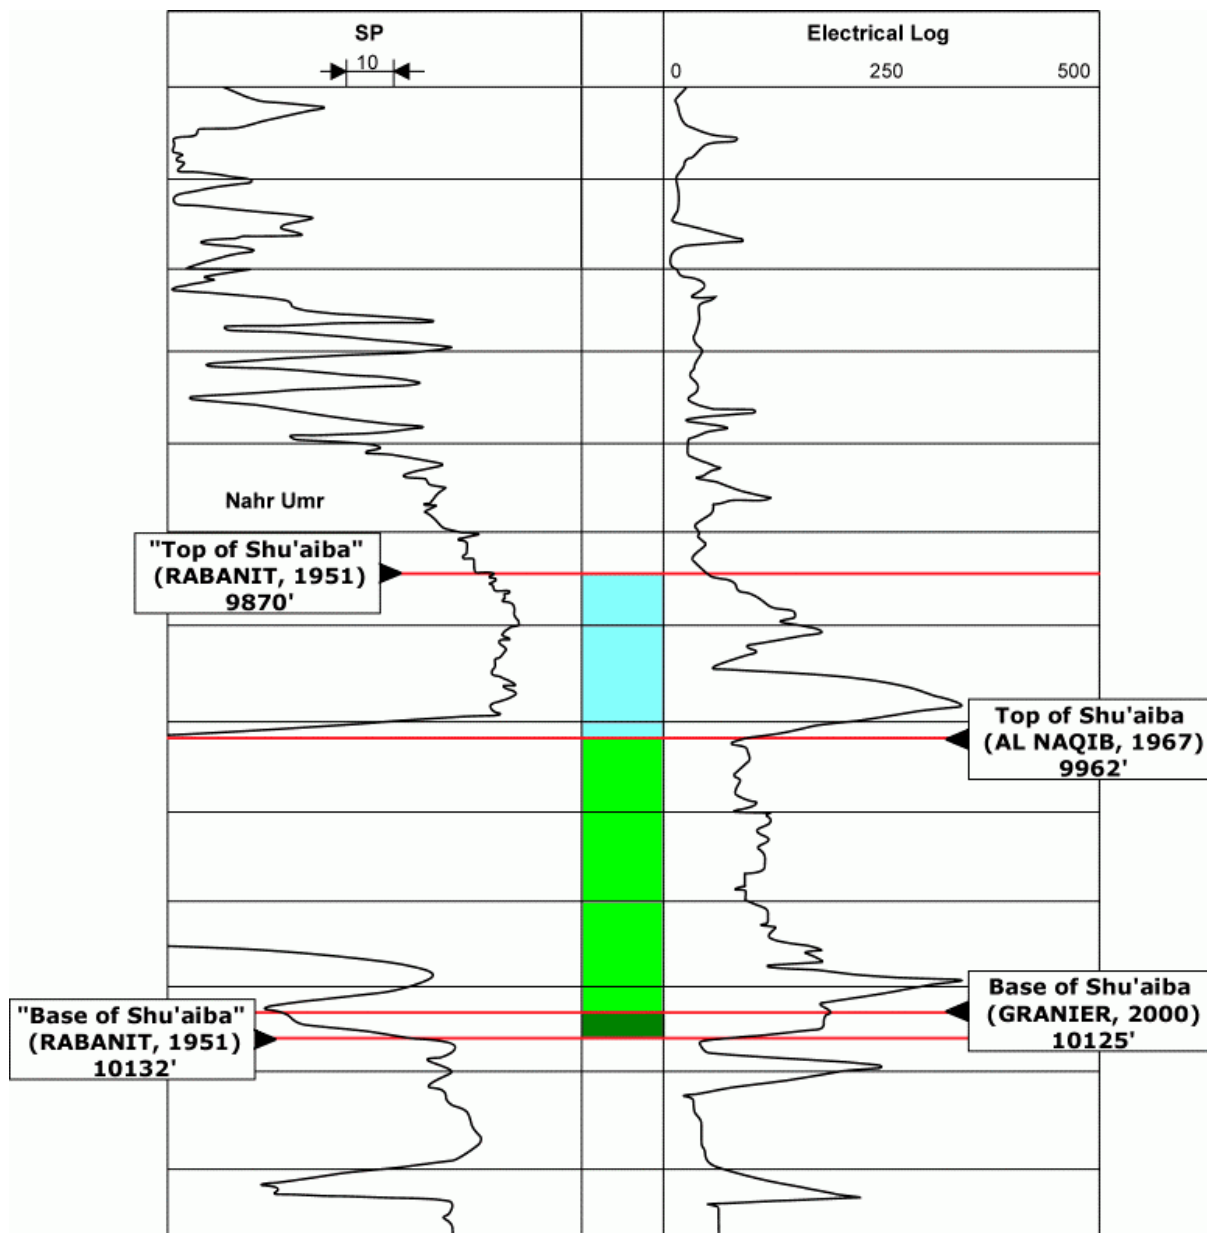 SP
10
Electrical Log
0 250 500
Nahr Umr
"Top of Shu'aiba"
(RABANIT, 1951)
9870'
Top of Shu'aiba
(AL NAQIB, 1967)
9962'
Base of Shu'aiba
(GRANIER, 2000)
10125'
"Base of Shu'aiba"
(RABANIT, 1951)
10132'